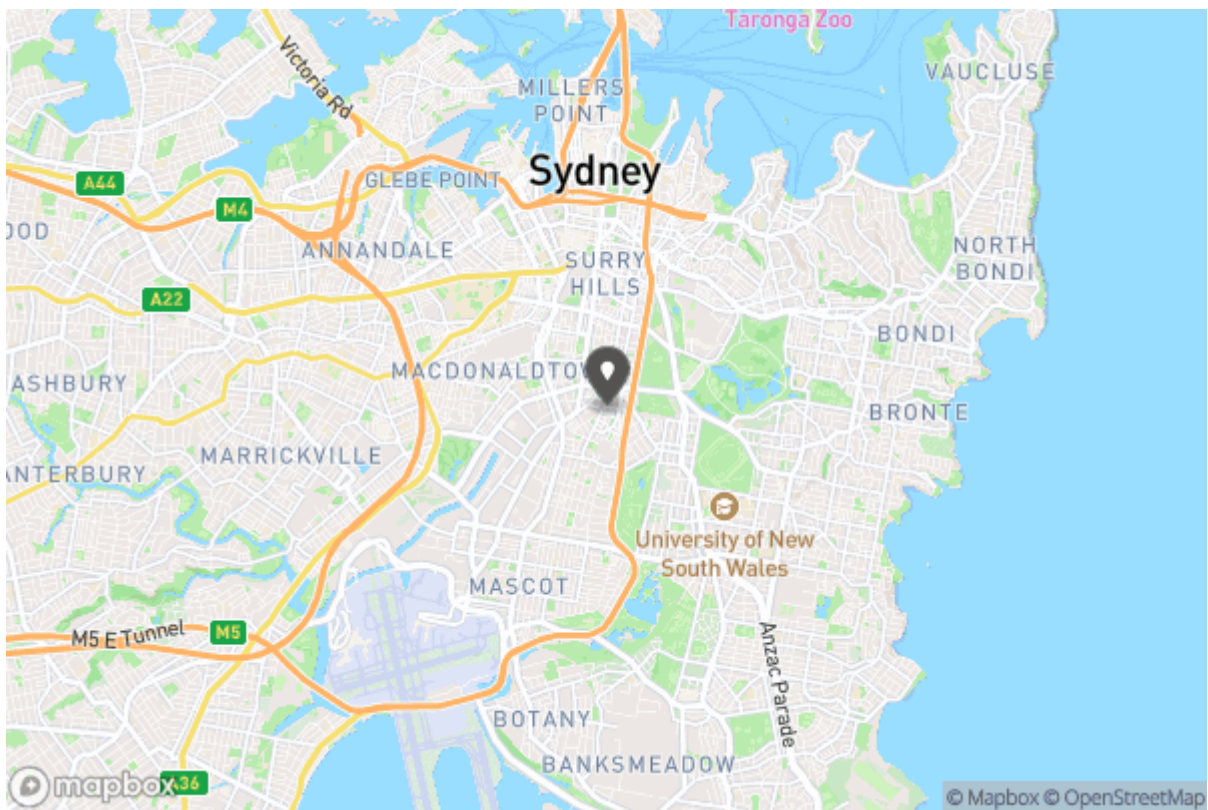 Taronga Zoo
VAUCLUSE
Victoria Rd
MILLERS
POINT
Sydney
A44
GLEBE POINT
M4
OOD
ANNANDALE
SURRY
HILLS
NORTH
BONDI
A22
BONDI
MACDONALDTO
ASHBURY
BRONTE
MARRICKVILLE
ANTERBURY
University of New
South Wales
MASCOT
M5 E Tunnel
M5
Anzac Parade
BOTANY
BANKSMEADOW
mapbox
A36
© Mapbox © OpenStreetMap